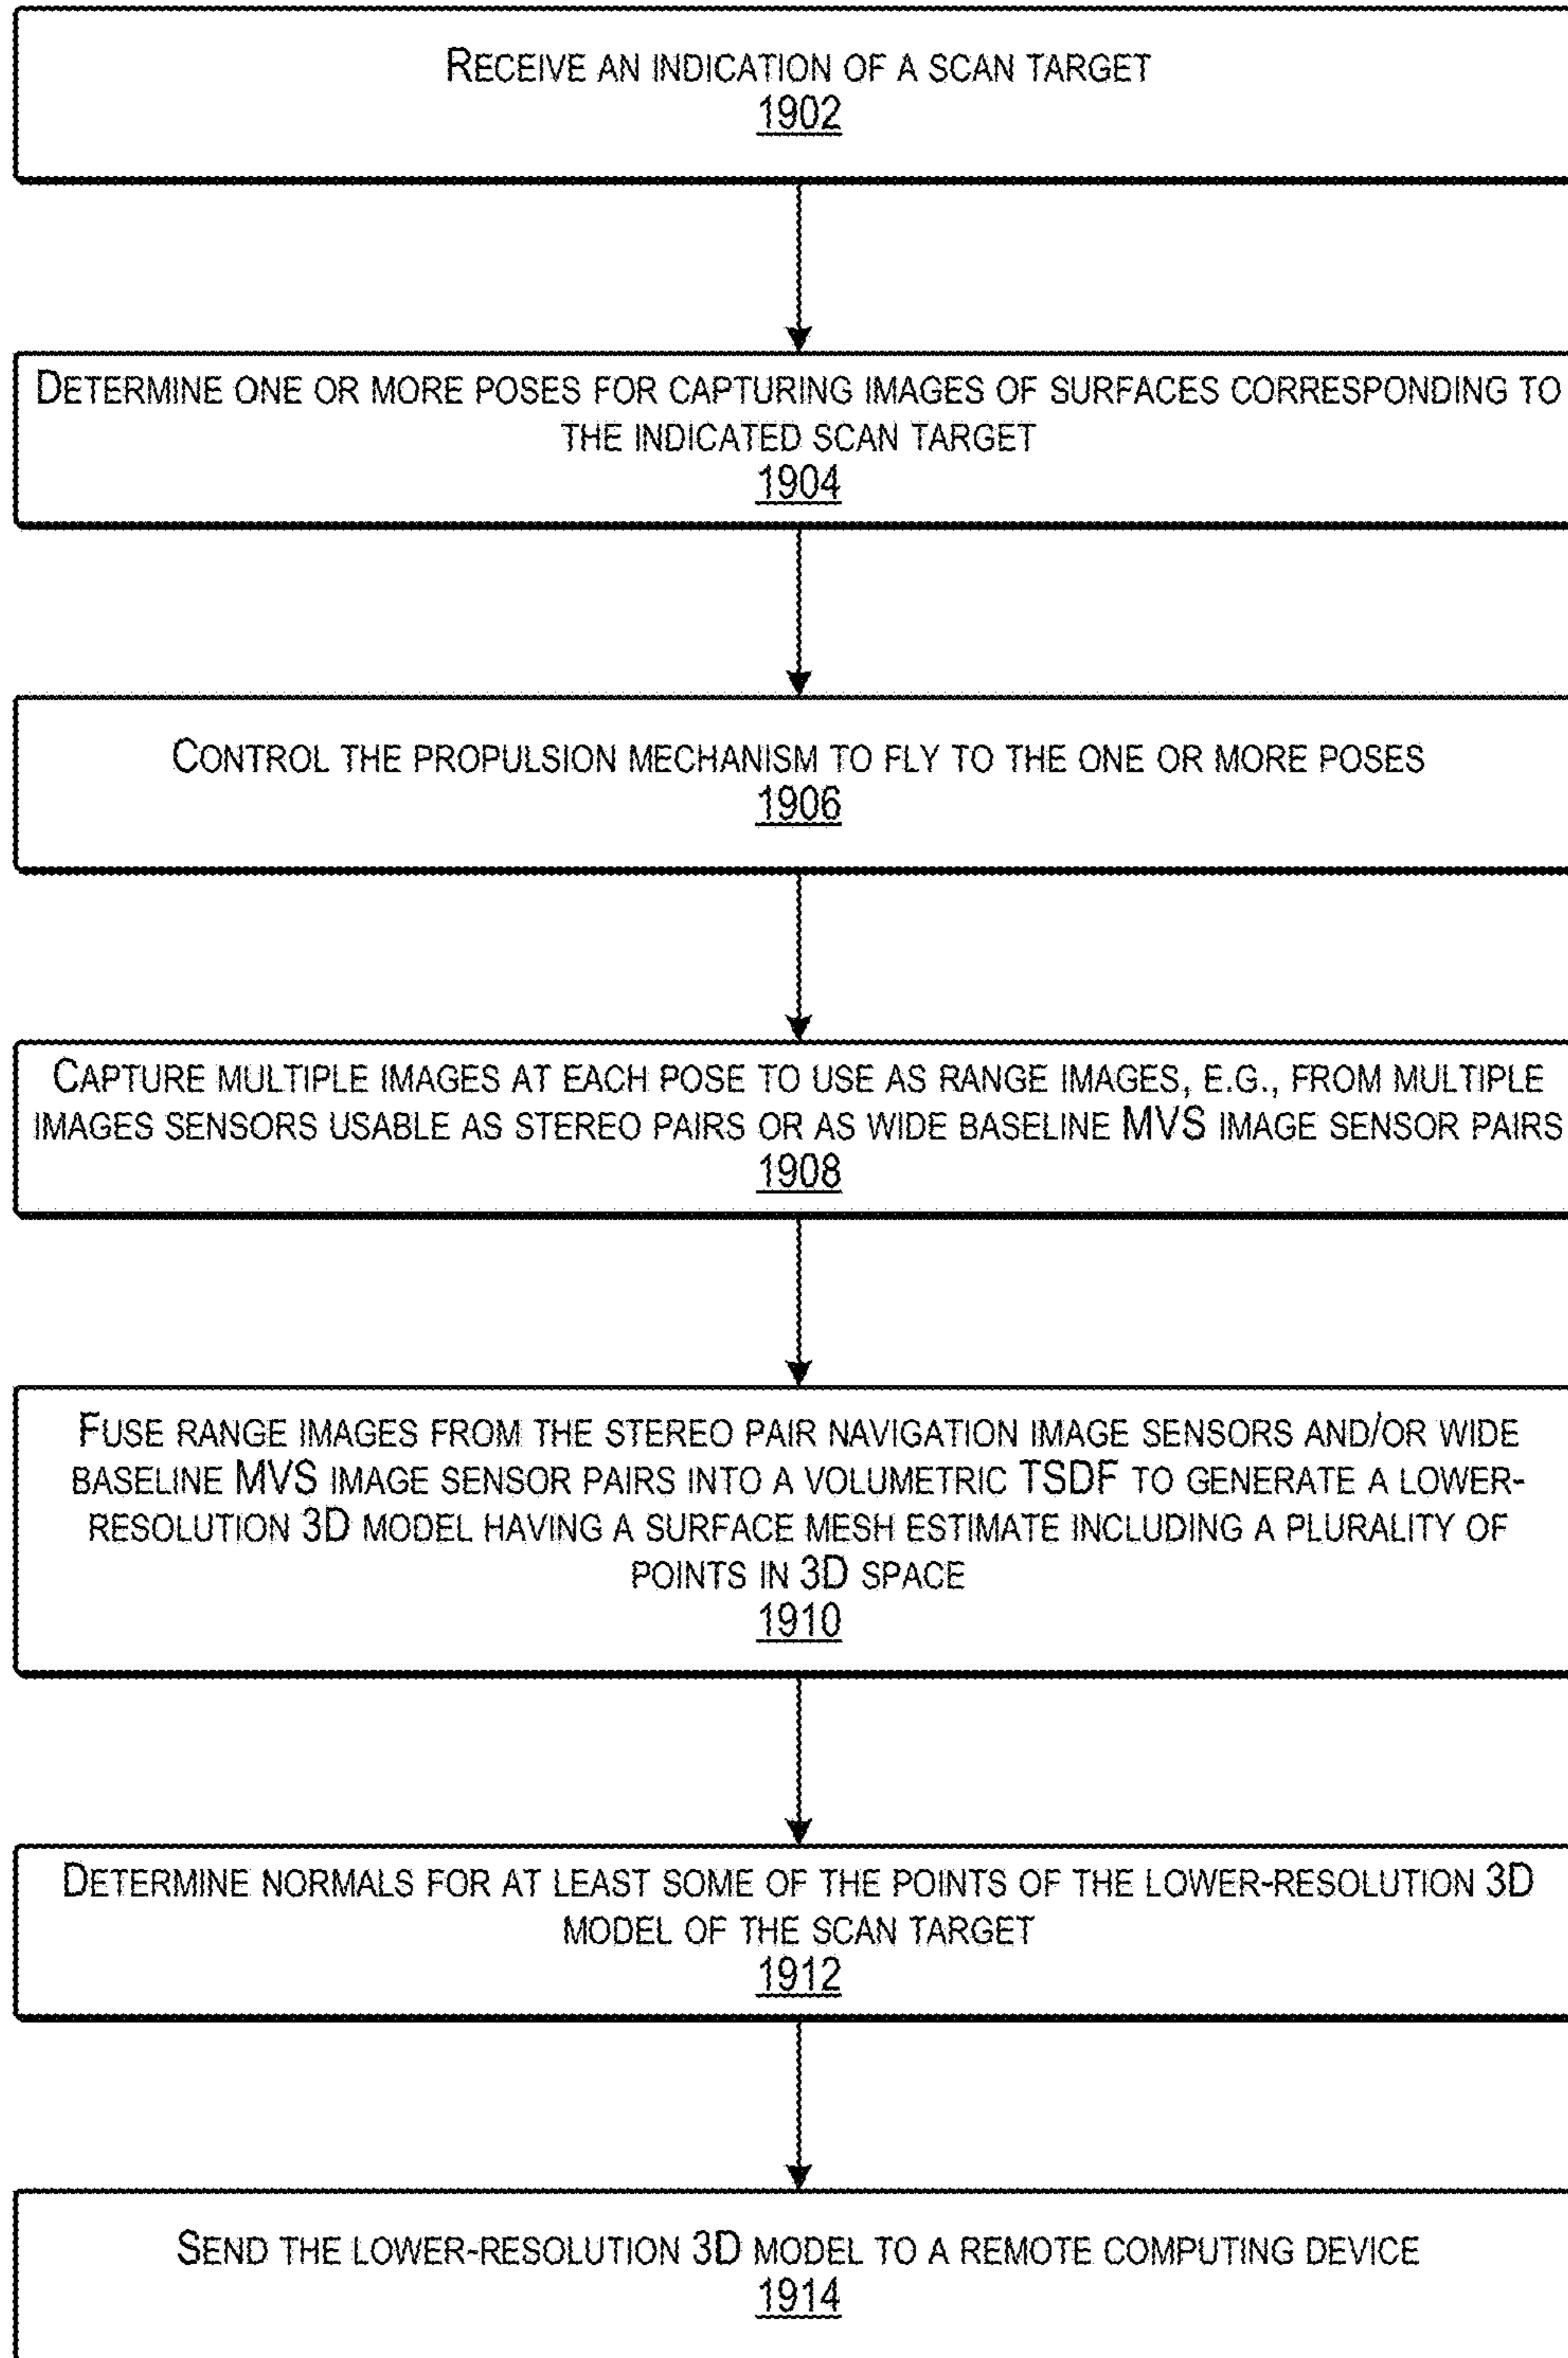 RECEIVE AN INDICATION OF A SCAN TARGET
1902
DETERMINE ONE OR MORE POSES FOR CAPTURING IMAGES OF SURFACES CORRESPONDING TO
THE INDICATED SCAN TARGET
1904
CONTROL THE PROPULSION MECHANISM TO FLY TO THE ONE OR MORE POSES
1906
CAPTURE MULTIPLE IMAGES AT EACH POSE TO USE AS RANGE IMAGES, E.G., FROM MULTIPLE
IMAGES SENSORS USABLE AS STEREO PAIRS OR AS WIDE BASELINE MVS IMAGE SENSOR PAIRS
1908
FUSE RANGE IMAGES FROM THE STEREO PAIR NAVIGATION IMAGE SENSORS AND/OR WIDE
BASELINE MVS IMAGE SENSOR PAIRS INTO A VOLUMETRIC TSDF TO GENERATE A LOWER-
RESOLUTION 3D MODEL HAVING A SURFACE MESH ESTIMATE INCLUDING A PLURALITY OF
POINTS IN 3D SPACE
1910
DETERMINE NORMALS FOR AT LEAST SOME OF THE POINTS OF THE LOWER-RESOLUTION 3D
MODEL OF THE SCAN TARGET
1912
SEND THE LOWER-RESOLUTION 3D MODEL TO A REMOTE COMPUTING DEVICE
1914